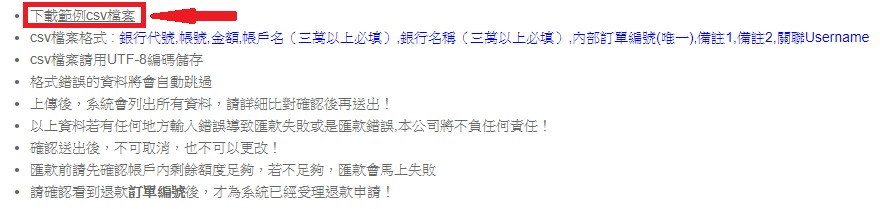 下載範例csv檔案
csv檔案格式 : 銀行代號,帳號,金額,帳戶名（三萬以上必填）,銀行名稱（三萬以上必填）,內部訂單編號(唯一),備註1,備註2,關聯Username
csv檔案請用UTF-8編碼儲存
格式錯誤的資料將會自動跳過
上傳後，系統會列出所有資料，請詳細比對確認後再送出！
以上資料若有任何地方輸入錯誤導致匯款失敗或是匯款錯誤,本公司將不負任何責任！
確認送出後，不可取消，也不可以更改！
匯款前請先確認帳戶內剩餘額度足夠，若不足夠，匯款會馬上失敗
請確認看到退款訂單編號後，才為系統已經受理退款申請！